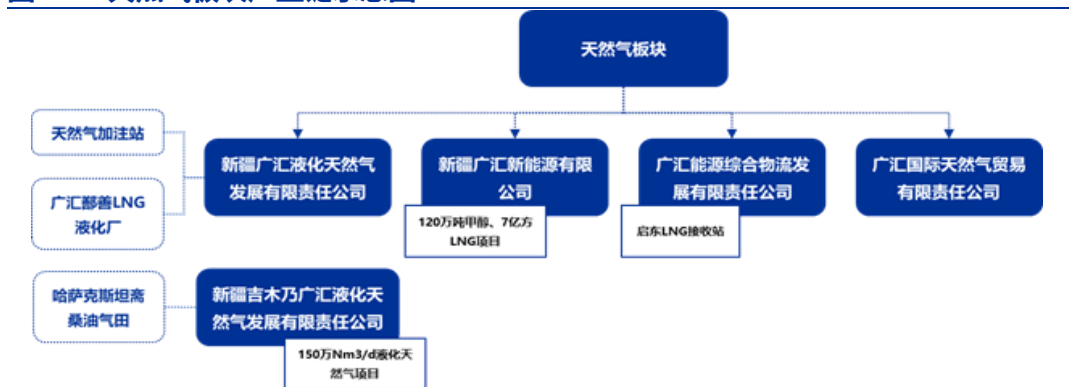 天然气板块
天然气加注站
新疆广汇液化天然气
发展有限责任公司
新疆广汇新能源有限
公司
广汇能源综合物流发
展有限责任公司
广汇国际天然气贸易
有限责任公司
广汇鄯善LNG
液化厂
120万吨甲醇、7亿方
LNG项目
启东LNG接收站
哈萨克斯坦斋
桑油气田
新疆吉木乃广汇液化天
然气发展有限责任公司
150万Nm3/d液化天
然气项目